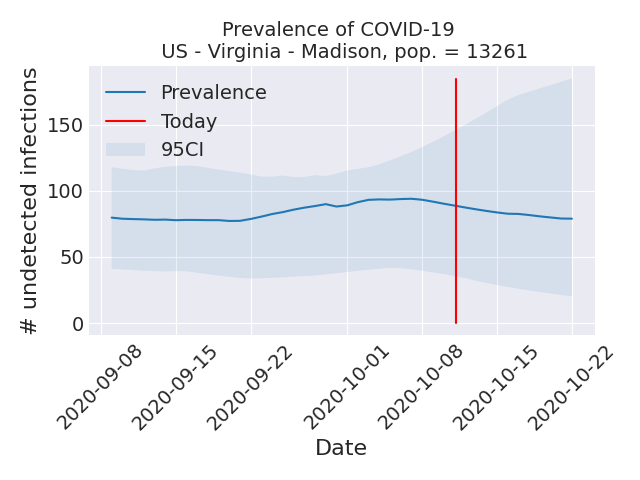 Prevalence of COVID-19
US - Virginia - Madison, pop. = 13261
# undetected infections
150
100
50
0
Prevalence
Today
95CI
2020-09-08
2020-09-15
2020-09-22
2020-10-01
2020-10-08
2020-10-15
2020-10-22
Date